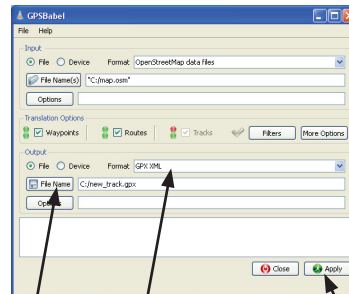 GPSBabel
File Help
Input
File Device Format OpenStreetMap data files
File Name(s) "C:/map.osm"
Options
Translation Options
Waypoints Routes Tracks Filters More Options
Output
File Device Format GPX XML
File Name C:/new_track.gpx
Options
Close Apply